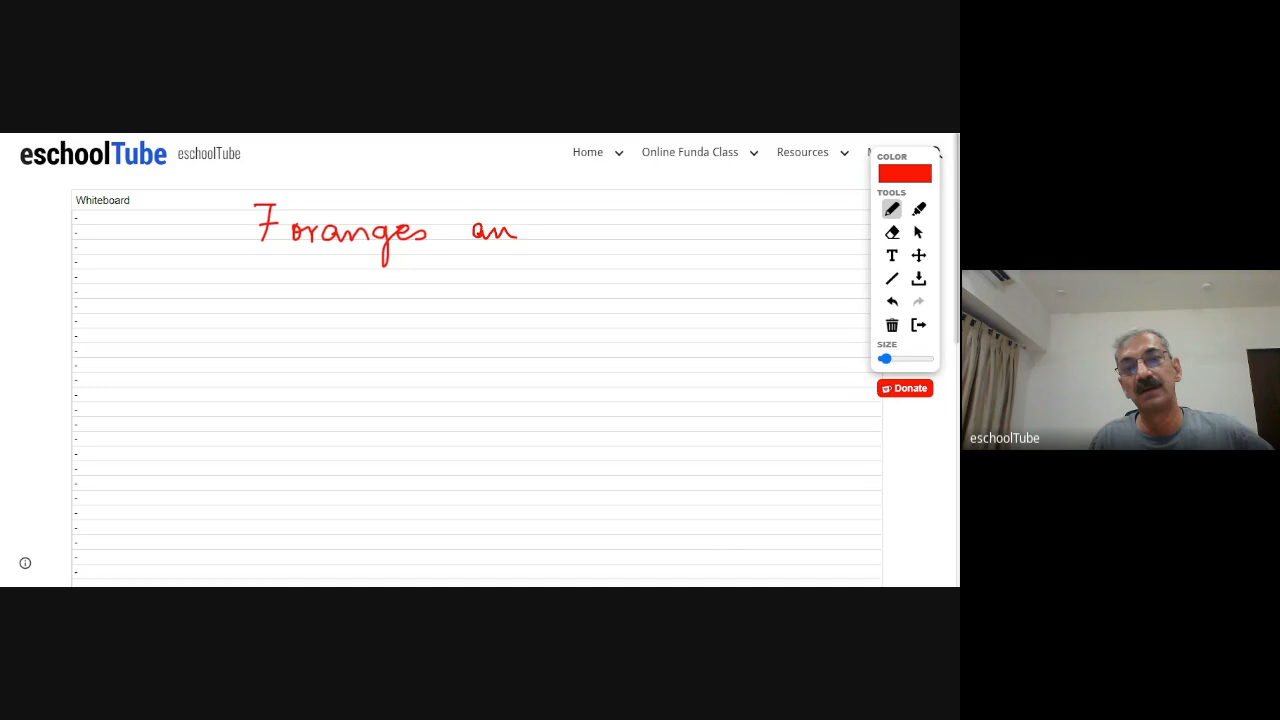 eschoolTube eschoolTube Home Online Funda Class Resources
COLOR
Whiteboard
TOOLS
7 oranges an
SIZE
Donate
eschoolTube